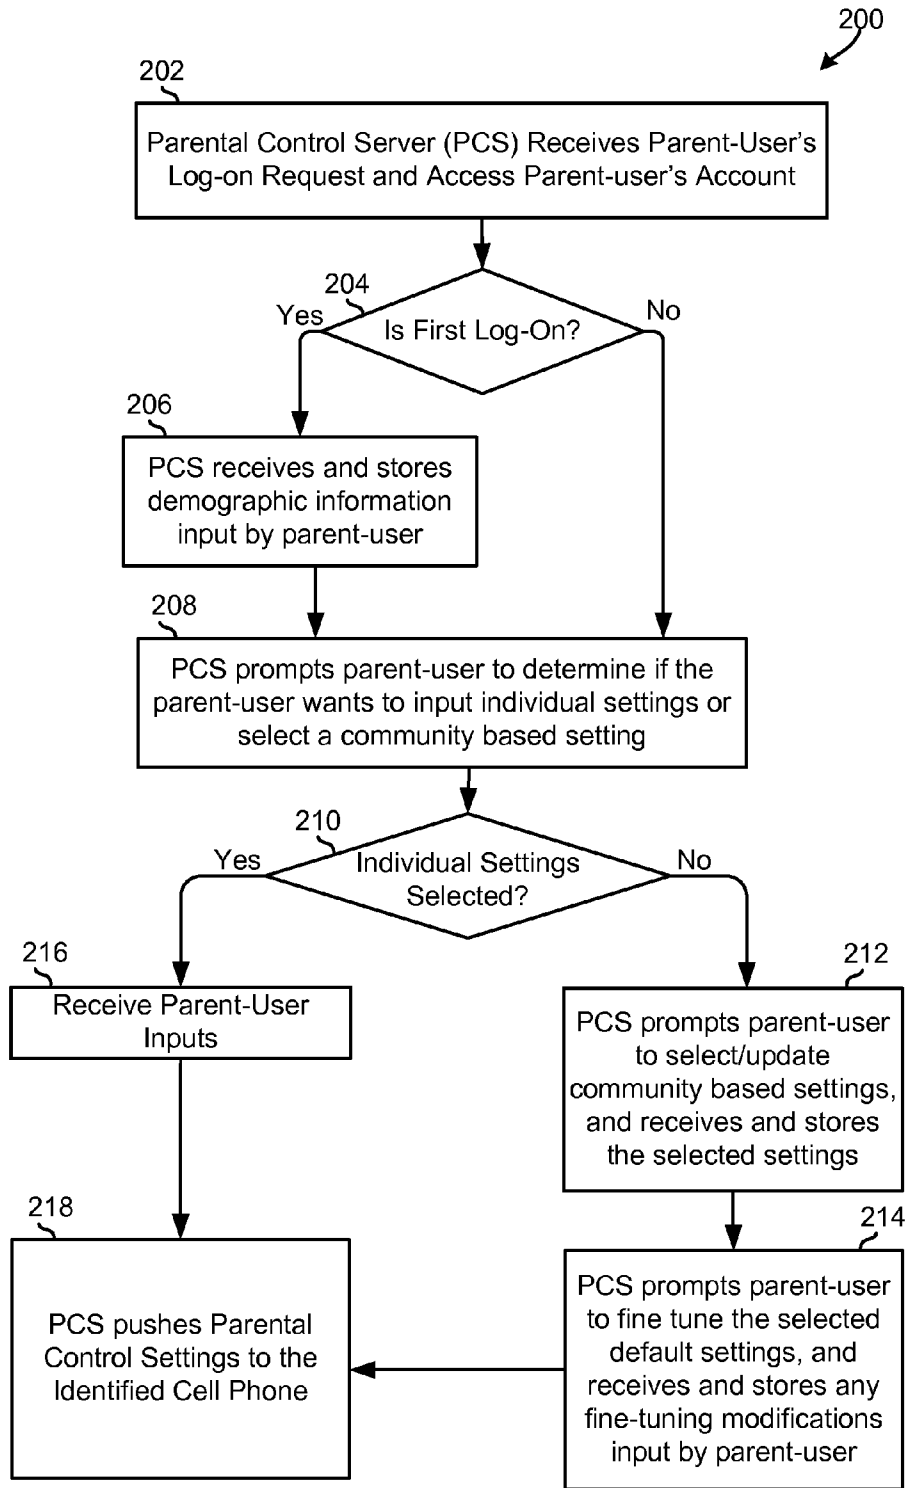 200
202
Parental Control Server (PCS) Receives Parent-User's
Log-on Request and Access Parent-user's Account
204
Yes
No
Is First Log-On?
206
PCS receives and stores
demographic information
input by parent-user
208
PCS prompts parent-user to determine if the
parent-user wants to input individual settings or
select a community based setting
210
Yes
No
Individual Settings
Selected?
216
Receive Parent-User
Inputs
212
PCS prompts parent-user
to select/update
community based settings,
and receives and stores
the selected settings
218
PCS pushes Parental
Control Settings to the
Identified Cell Phone
214
PCS prompts parent-user
to fine tune the selected
default settings, and
receives and stores any
fine-tuning modifications
input by parent-user